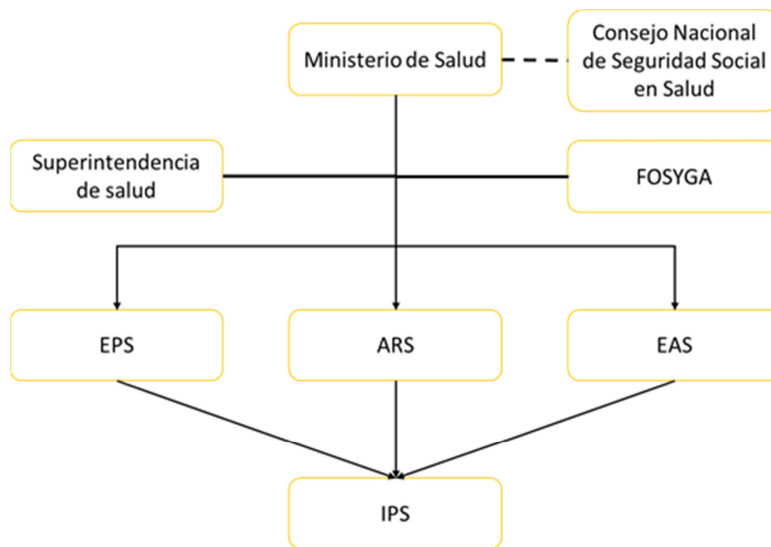 Ministerio de Salud
Consejo Nacional
de Seguridad Social
en Salud
Superintendencia
de salud
FOSYGA
EPS
ARS
EAS
IPS